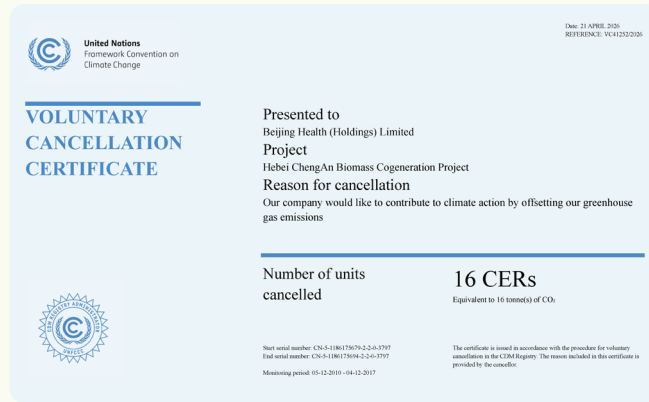 Date: 21 APRIL 2026
REFERENCE: VC41252/2026
United Nations
Framework Convention on
Climate Change
VOLUNTARY
CANCELLATION
CERTIFICATE
Presented to
Beijing Health (Holdings) Limited
Project
Hebei ChengAn Biomass Cogeneration Project
Reason for cancellation
Our company would like to contribute to climate action by offsetting our greenhouse
gas emissions
Number of units
cancelled
16 CERs
Equivalent to 16 tonne(s) of CO₂
CDM REGISTRY ADMINISTRATOR
UNFCCC
Start serial number: CN-5-1186175679-2-2-0-3797
End serial number: CN-5-1186175694-2-2-0-3797
Monitoring period: 05-12-2010 - 04-12-2017
The certificate is issued in accordance with the procedure for voluntary
cancellation in the CDM Registry. The reason included in this certificate is
provided by the cancellor.